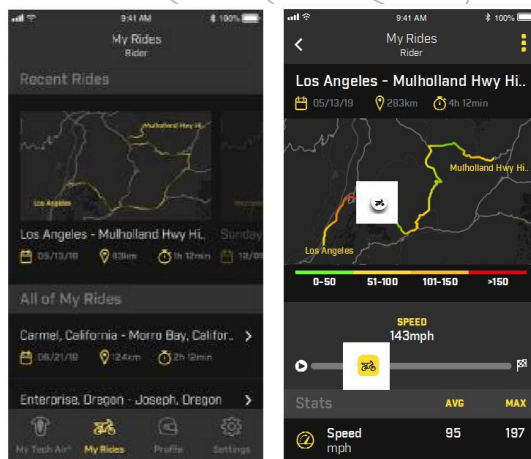 9:41 AM
100%
My Rides
Rider
Recent Rides
Mulholland Hwy Hi..
Los Angeles
Los Angeles - Mulholland Hwy Hi..
05/13/19
83km
1h 12min
Sunday
All of My Rides
Carmel, California - Morro Bay, Califor..
06/21/19
124km
2h 12min
Enterprise, Oregon - Joseph, Oregon
My Tech Air®
My Rides
Profile
Settings
9:41 AM
100%
My Rides
Rider
Los Angeles - Mulholland Hwy Hi..
05/13/19
283km
4h 12min
Mulholland Hwy Hi..
Los Angeles
0-50
51-100
101-150
>150
SPEED
143mph
Stats
AVG
MAX
Speed
95
197
mph